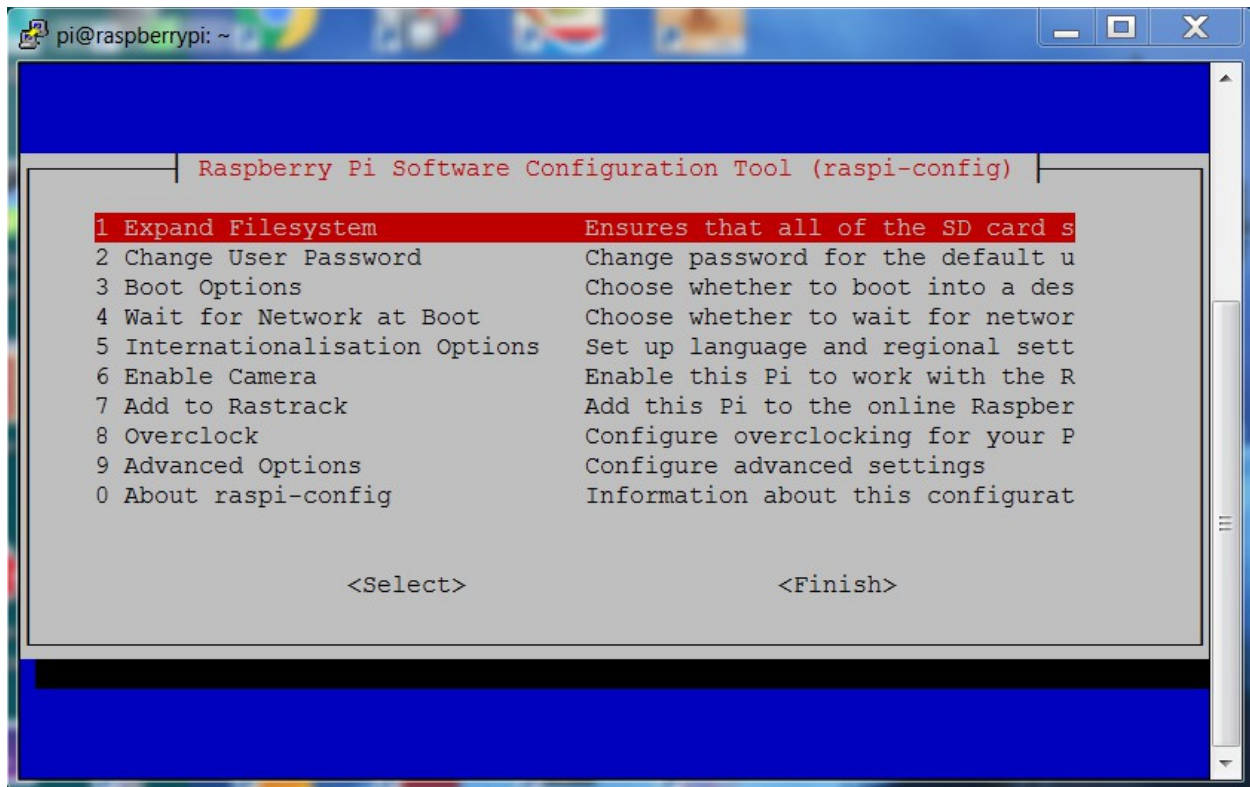 pi@raspberrypi: ~
Raspberry Pi Software Configuration Tool (raspi-config)
1 Expand Filesystem Ensures that all of the SD card s
2 Change User Password Change password for the default u
3 Boot Options Choose whether to boot into a des
4 Wait for Network at Boot Choose whether to wait for networ
5 Internationalisation Options Set up language and regional sett
6 Enable Camera Enable this Pi to work with the R
7 Add to Rastrack Add this Pi to the online Raspber
8 Overclock Configure overclocking for your P
9 Advanced Options Configure advanced settings
0 About raspi-config Information about this configurat
<Select> <Finish>